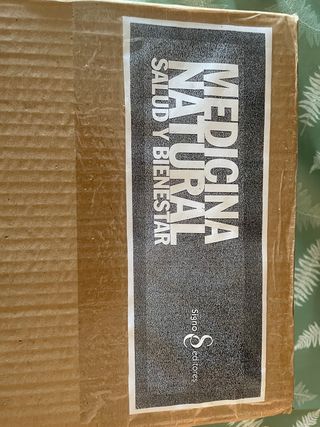 MEDICINA
NATURAL
SALUD Y BIENESTAR
Signo editores